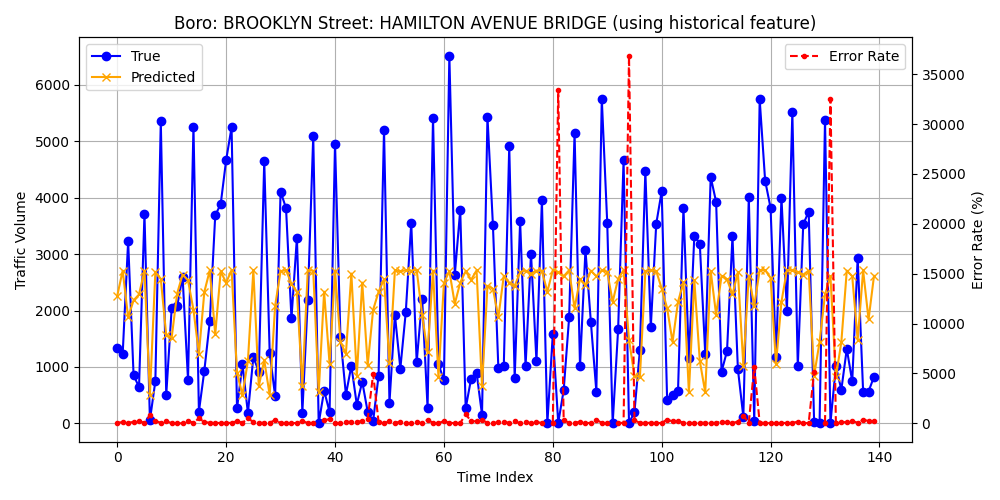 Boro: BROOKLYN Street: HAMILTON AVENUE BRIDGE (using historical feature)
True
Predicted
Error Rate
Traffic Volume
6000
5000
4000
3000
2000
1000
0
35000
30000
25000
20000
15000
10000
5000
0
Error Rate (%)
0 20 40 60 80 100 120 140
Time Index